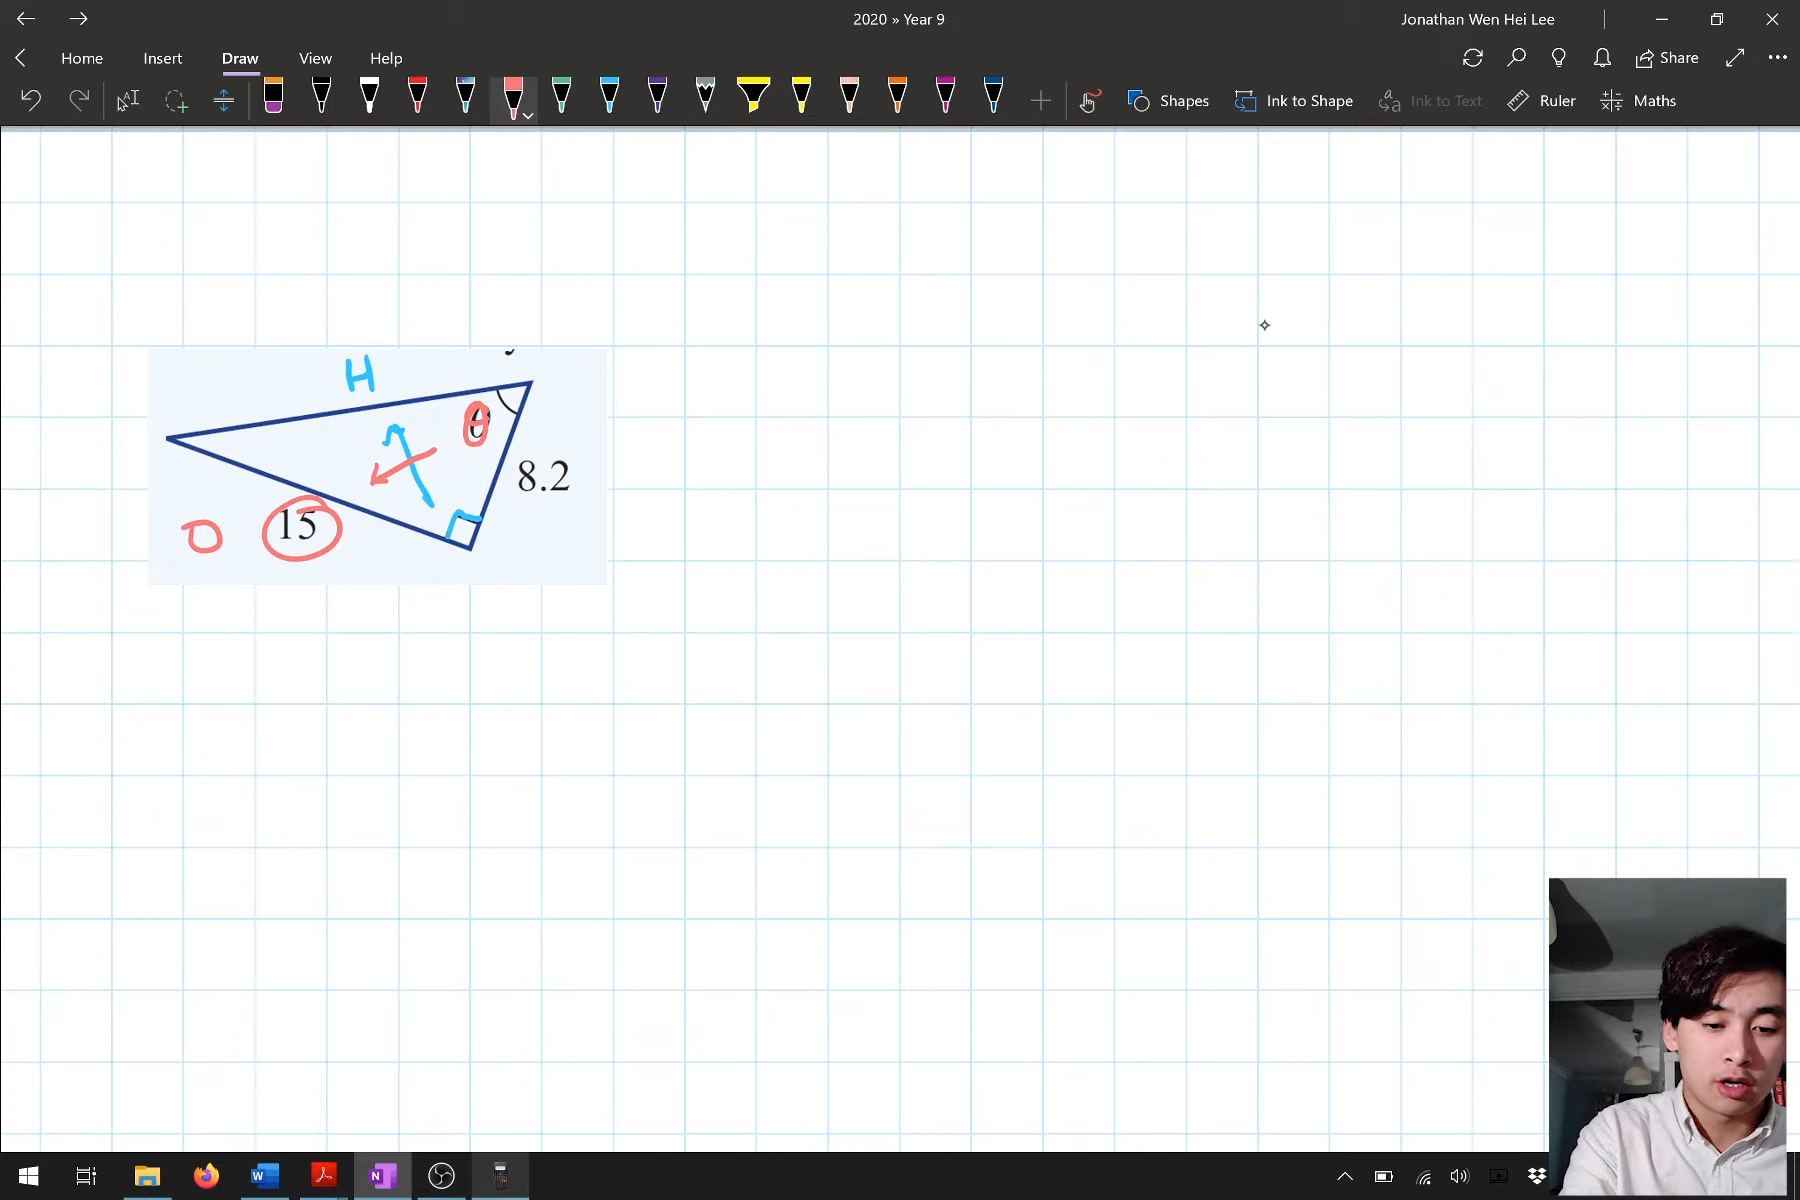 2020 » Year 9
Jonathan Wen Hei Lee
Home Insert Draw View Help
Share
Shapes Ink to Shape Ink to Text Ruler Maths
H
θ
8.2
O 15